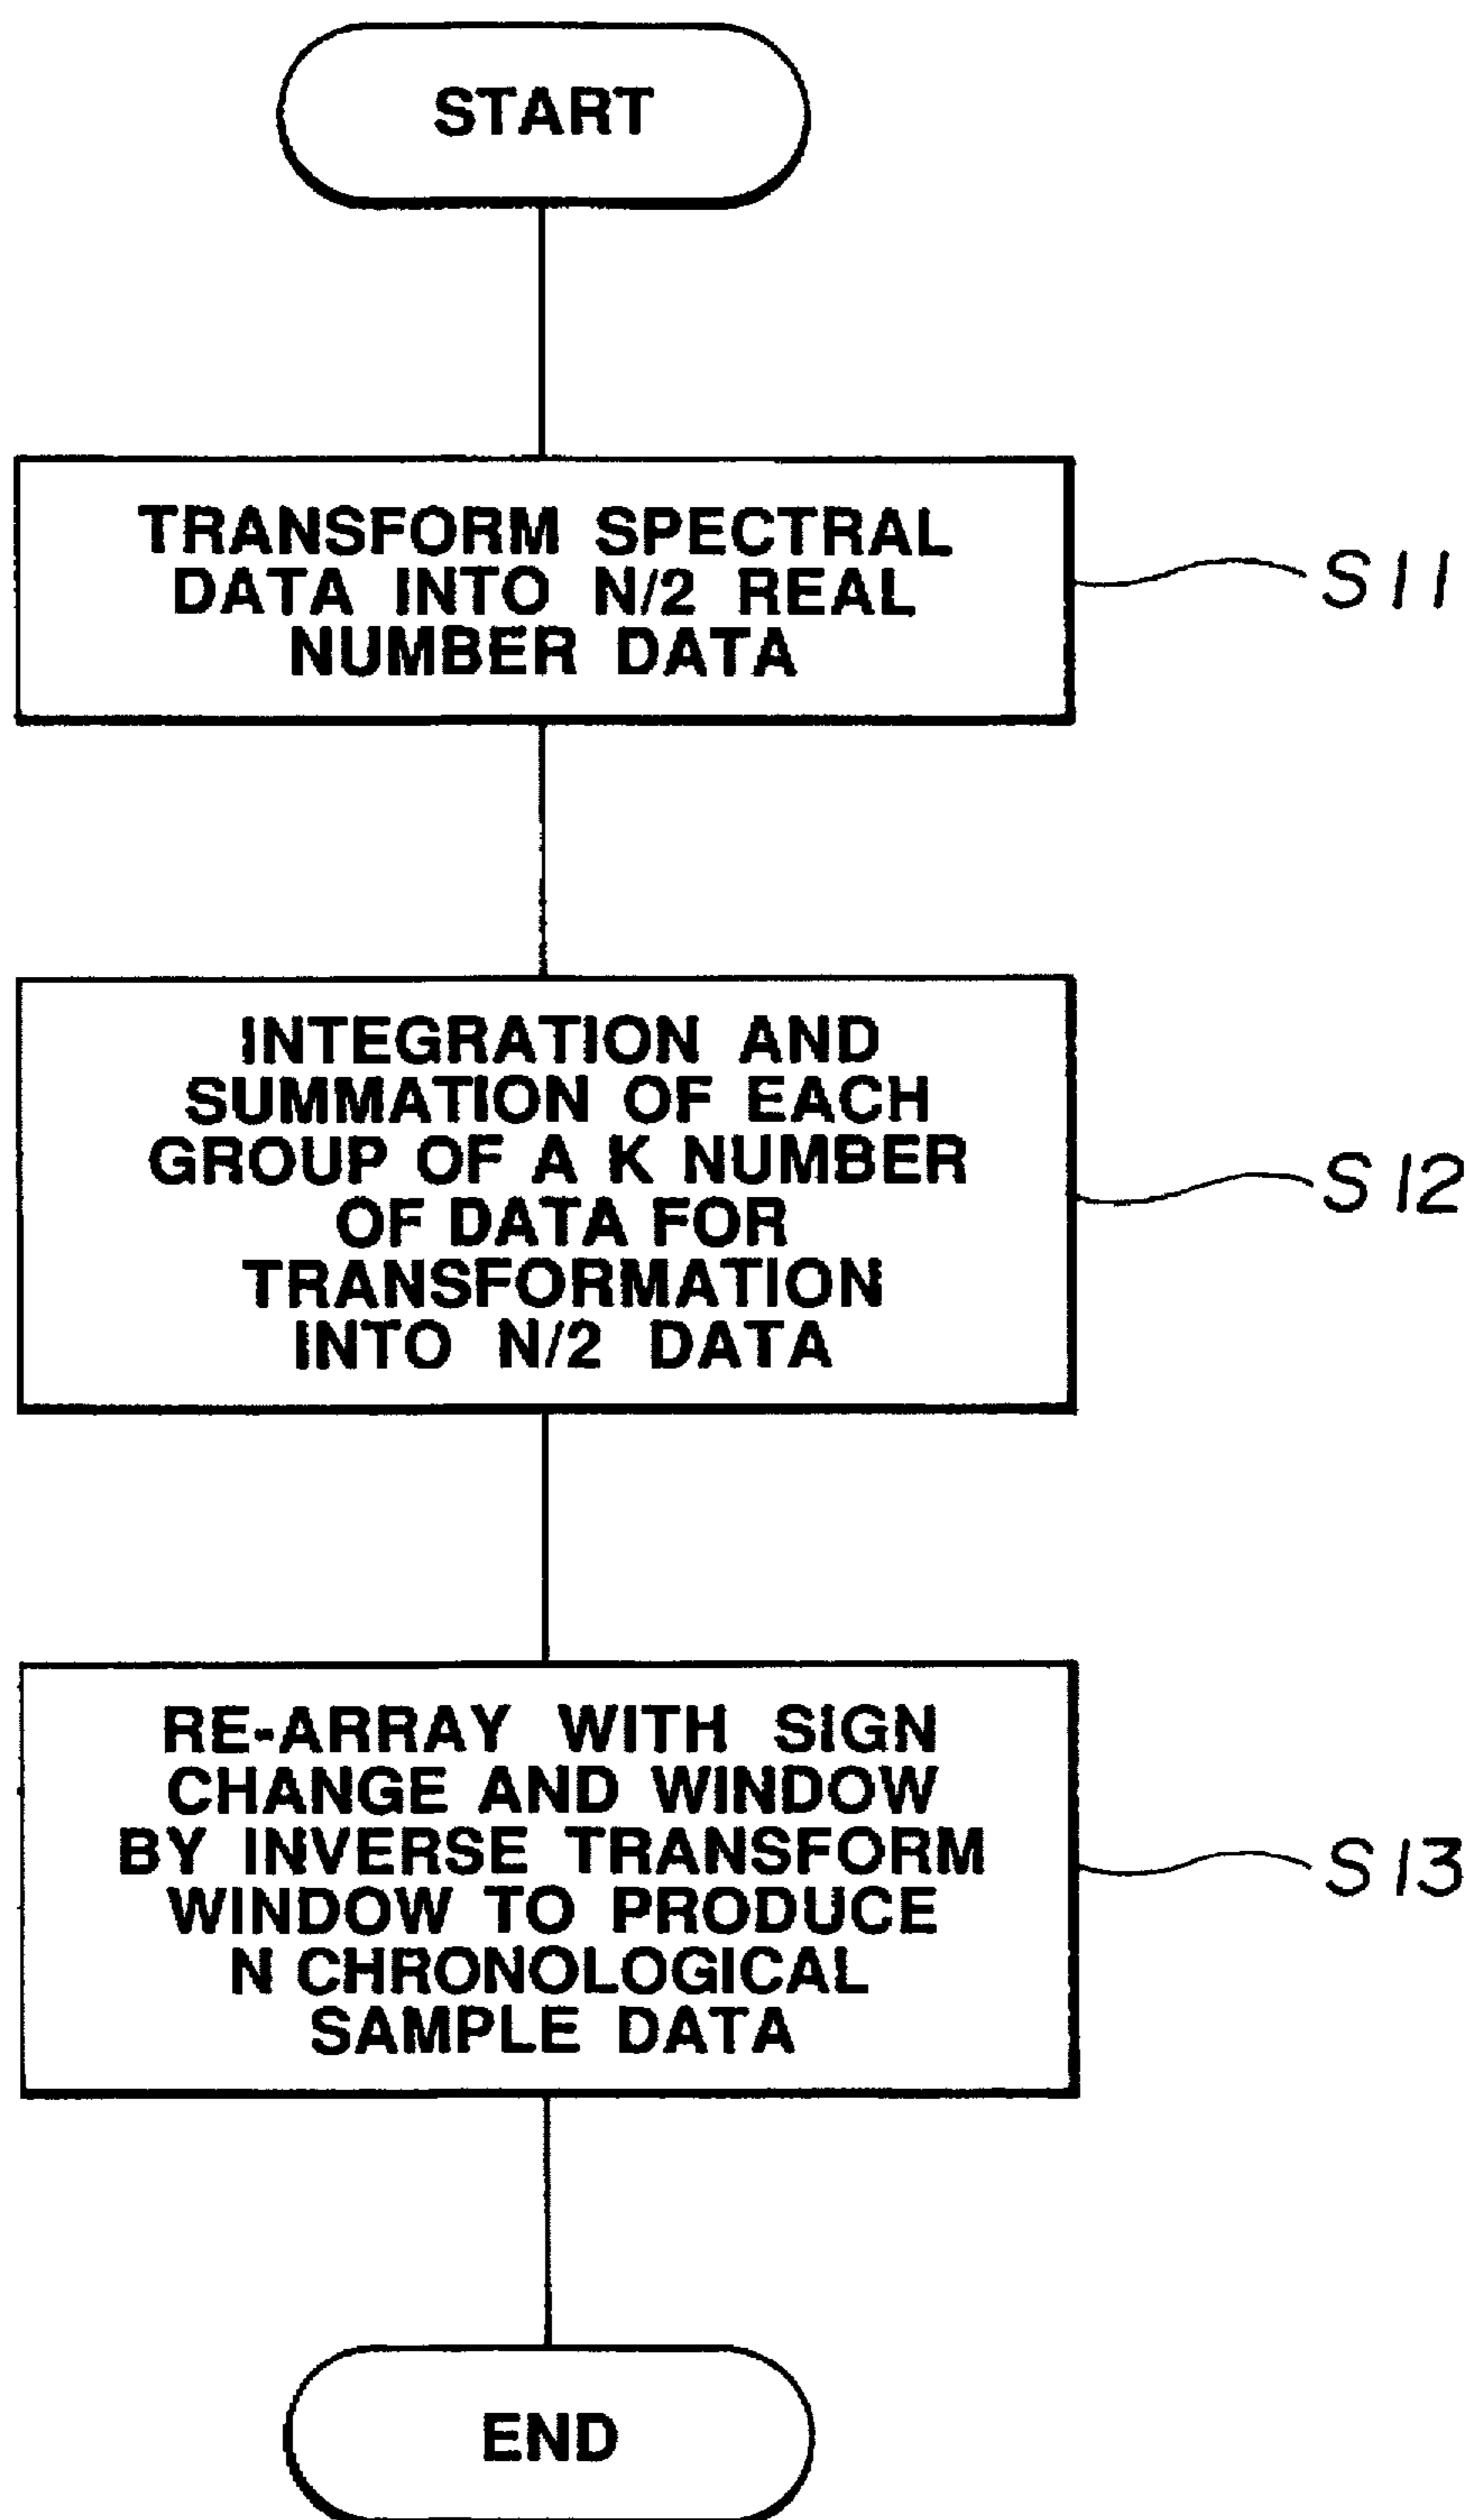 START
TRANSFORM SPECTRAL
DATA INTO N/2 REAL
NUMBER DATA
S11
INTEGRATION AND
SUMMATION OF EACH
GROUP OF A K NUMBER
OF DATA FOR
TRANSFORMATION
INTO N/2 DATA
S12
RE-ARRAY WITH SIGN
CHANGE AND WINDOW
BY INVERSE TRANSFORM
WINDOW TO PRODUCE
N CHRONOLOGICAL
SAMPLE DATA
S13
END